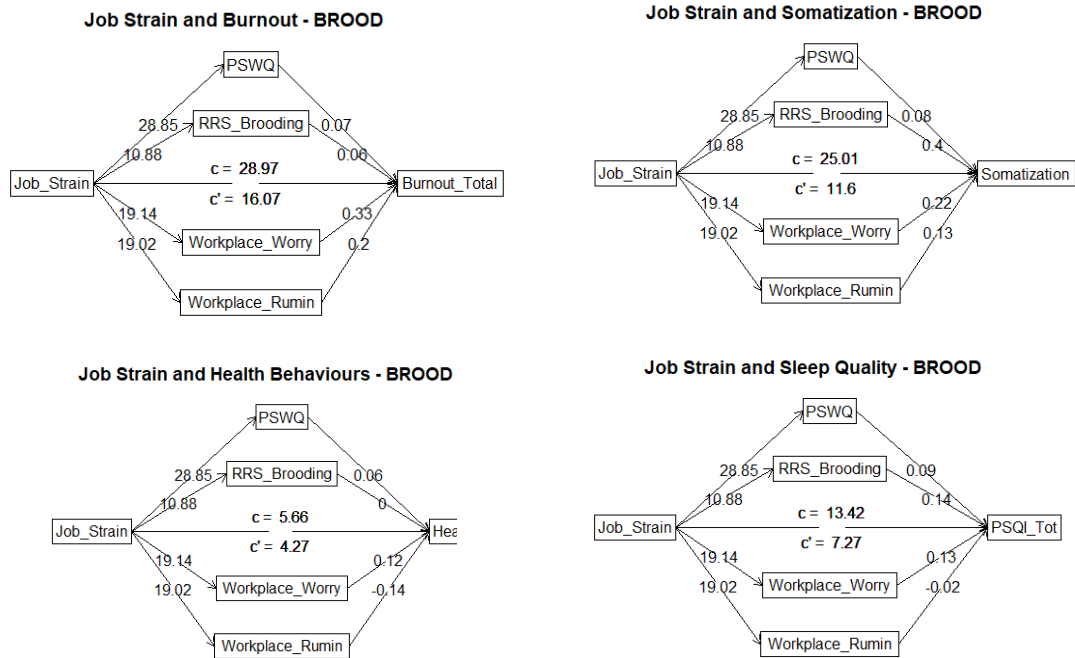 Job Strain and Burnout - BROOD
PSWQ
28.85
0.07
RRS_Brooding
10.88
0.06
c = 28.97
Job_Strain
Burnout_Total
c' = 16.07
19.14
0.33
Workplace_Worry
19.02
0.2
Workplace_Rumin
Job Strain and Somatization - BROOD
PSWQ
28.85
0.08
RRS_Brooding
10.88
0.4
c = 25.01
Job_Strain
Somatization
c' = 11.6
19.14
0.22
Workplace_Worry
19.02
0.13
Workplace_Rumin
Job Strain and Health Behaviours - BROOD
PSWQ
28.85
0.06
RRS_Brooding
10.88
0
c = 5.66
Job_Strain
Hea
c' = 4.27
19.14
0.12
Workplace_Worry
19.02
-0.14
Workplace_Rumin
Job Strain and Sleep Quality - BROOD
PSWQ
28.85
0.09
RRS_Brooding
10.88
0.14
c = 13.42
Job_Strain
PSQI_Tot
c' = 7.27
19.14
0.13
Workplace_Worry
19.02
-0.02
Workplace_Rumin